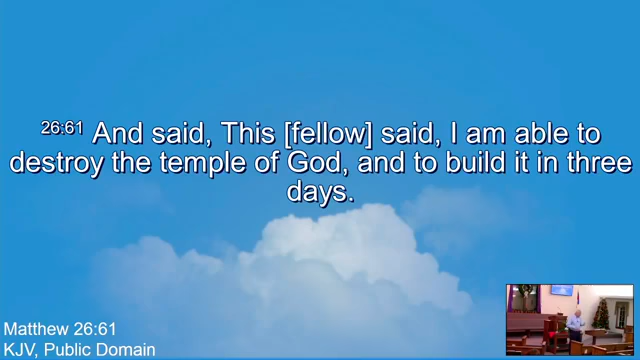 26:61 And said, This [fellow] said, I am able to
destroy the temple of God, and to build it in three
days.
Matthew 26:61
KJV, Public Domain